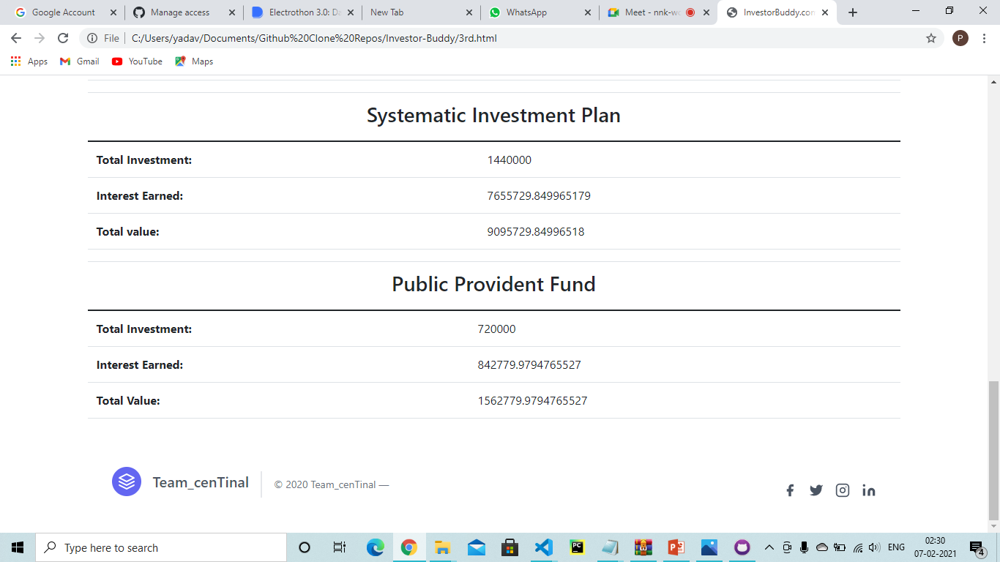 Google Account
Manage access
Electrothon 3.0: Da
New Tab
WhatsApp
Meet - nnk-wc
InvestorBuddy.com
File C:/Users/yadav/Documents/Github%20Clone%20Repos/Investor-Buddy/3rd.html
P
Apps Gmail YouTube Maps
Systematic Investment Plan
Total Investment: 1440000
Interest Earned: 7655729.849965179
Total value: 9095729.84996518
Public Provident Fund
Total Investment: 720000
Interest Earned: 842779.9794765527
Total Value: 1562779.9794765527
Team_cenTinal © 2020 Team_cenTinal —
Type here to search
ENG
02:30
07-02-2021
4